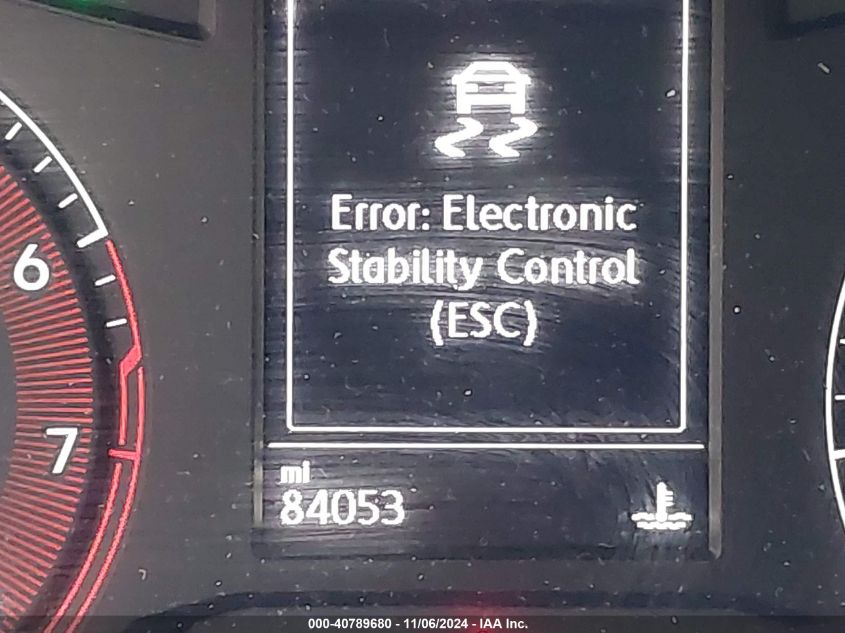 Error: Electronic
Stability Control
(ESC)
6
7
mi
84053
000-40789680 - 11/06/2024 - IAA Inc.